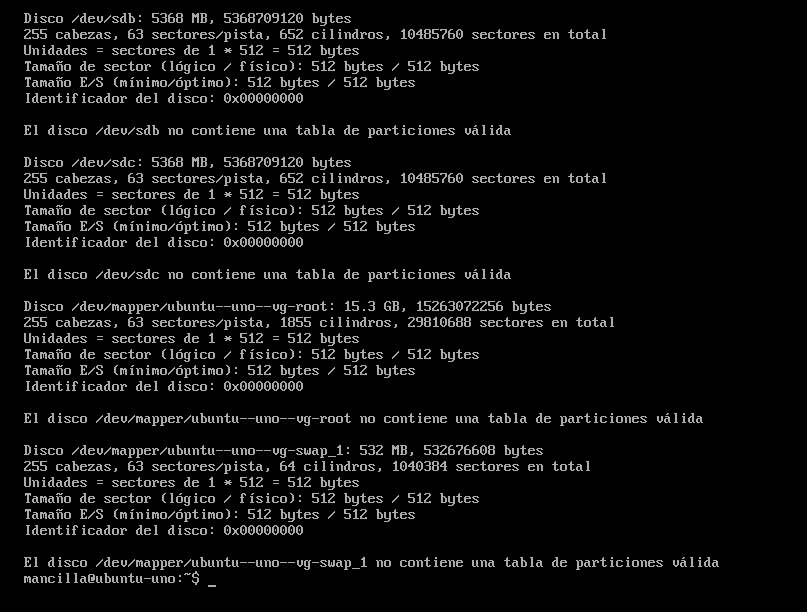 Disco /dev/sdb: 5368 MB, 5368709120 bytes
255 cabezas, 63 sectores/pista, 652 cilindros, 10485760 sectores en total
Unidades = sectores de 1 * 512 = 512 bytes
Tamaño de sector (lógico / físico): 512 bytes / 512 bytes
Tamaño E/S (mínimo/óptimo): 512 bytes / 512 bytes
Identificador del disco: 0x00000000
El disco /dev/sdb no contiene una tabla de particiones válida
Disco /dev/sdc: 5368 MB, 5368709120 bytes
255 cabezas, 63 sectores/pista, 652 cilindros, 10485760 sectores en total
Unidades = sectores de 1 * 512 = 512 bytes
Tamaño de sector (lógico / físico): 512 bytes / 512 bytes
Tamaño E/S (mínimo/óptimo): 512 bytes / 512 bytes
Identificador del disco: 0x00000000
El disco /dev/sdc no contiene una tabla de particiones válida
Disco /dev/mapper/ubuntu--uno--vg-root: 15.3 GB, 15263072256 bytes
255 cabezas, 63 sectores/pista, 1855 cilindros, 29810688 sectores en total
Unidades = sectores de 1 * 512 = 512 bytes
Tamaño de sector (lógico / físico): 512 bytes / 512 bytes
Tamaño E/S (mínimo/óptimo): 512 bytes / 512 bytes
Identificador del disco: 0x00000000
El disco /dev/mapper/ubuntu--uno--vg-root no contiene una tabla de particiones válida
Disco /dev/mapper/ubuntu--uno--vg-swap_1: 532 MB, 532676608 bytes
255 cabezas, 63 sectores/pista, 64 cilindros, 1040384 sectores en total
Unidades = sectores de 1 * 512 = 512 bytes
Tamaño de sector (lógico / físico): 512 bytes / 512 bytes
Tamaño E/S (mínimo/óptimo): 512 bytes / 512 bytes
Identificador del disco: 0x00000000
El disco /dev/mapper/ubuntu--uno--vg-swap_1 no contiene una tabla de particiones válida
mancilla@ubuntu-uno:~$ _